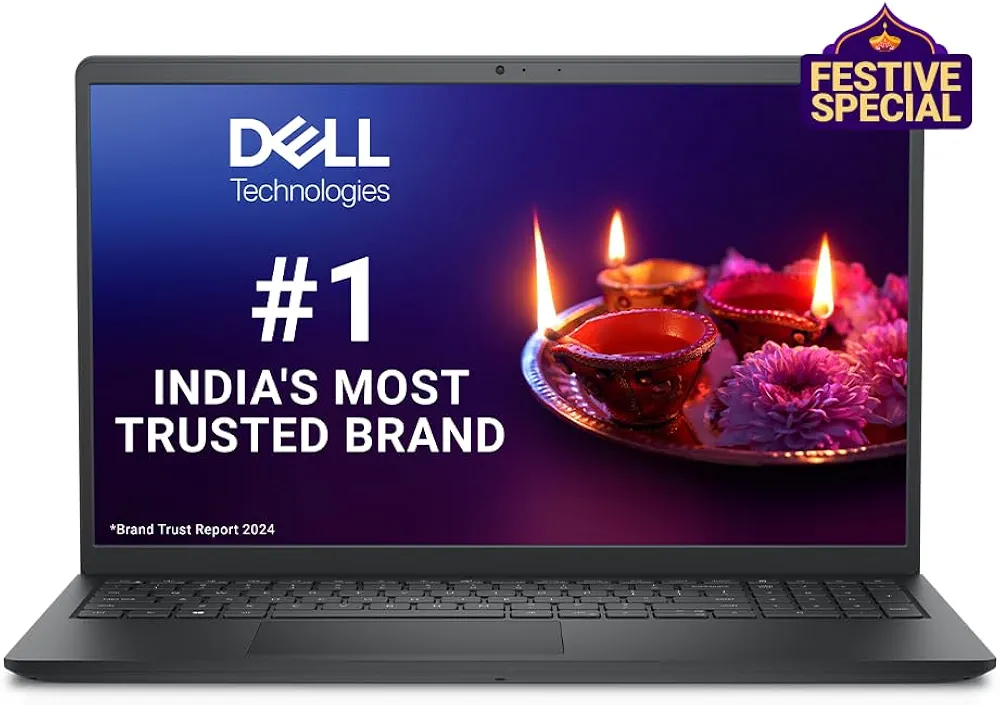 FESTIVE
SPECIAL
DELL
Technologies
#1
INDIA'S MOST
TRUSTED BRAND
*Brand Trust Report 2024